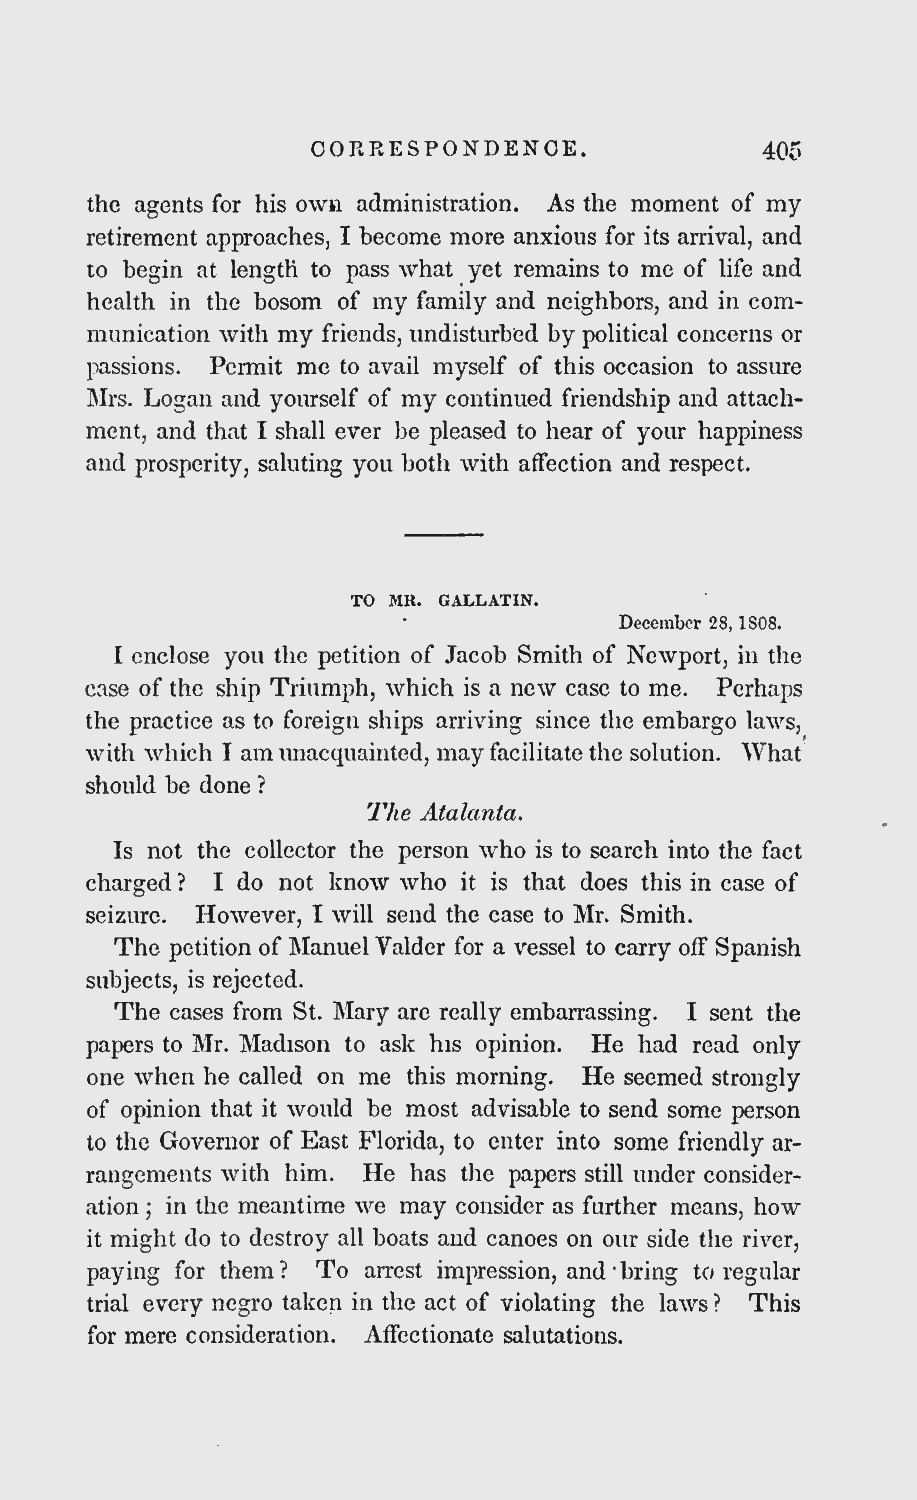 CORRESPONDENCE. 405
the agents for his own administration. As the moment of my
retirement approaches, I become more anxious for its arrival, and
to begin at length to pass what yet remains to me of life and
health in the bosom of my family and neighbors, and in com-
munication with my friends, undisturbed by political concerns or
passions. Permit me to avail myself of this occasion to assure
Mrs. Logan and yourself of my continued friendship and attach-
ment, and that I shall ever be pleased to hear of your happiness
and prosperity, saluting you both with affection and respect.
TO MR. GALLATIN.
December 28, 1808.
I enclose you the petition of Jacob Smith of Newport, in the
case of the ship Triumph, which is a new case to me. Perhaps
the practice as to foreign ships arriving since the embargo laws,
with which I am unacquainted, may facilitate the solution. What
should be done?
The Atalanta.
Is not the collector the person who is to search into the fact
charged? I do not know who it is that does this in case of
seizure. However, I will send the case to Mr. Smith.
The petition of Manuel Valder for a vessel to carry off Spanish
subjects, is rejected.
The cases from St. Mary are really embarrassing. I sent the
papers to Mr. Madison to ask his opinion. He had read only
one when he called on me this morning. He seemed strongly
of opinion that it would be most advisable to send some person
to the Governor of East Florida, to enter into some friendly ar-
rangements with him. He has the papers still under consider-
ation; in the meantime we may consider as further means, how
it might do to destroy all boats and canoes on our side the river,
paying for them? To arrest impression, and bring to regular
trial every negro taken in the act of violating the laws? This
for mere consideration. Affectionate salutations.